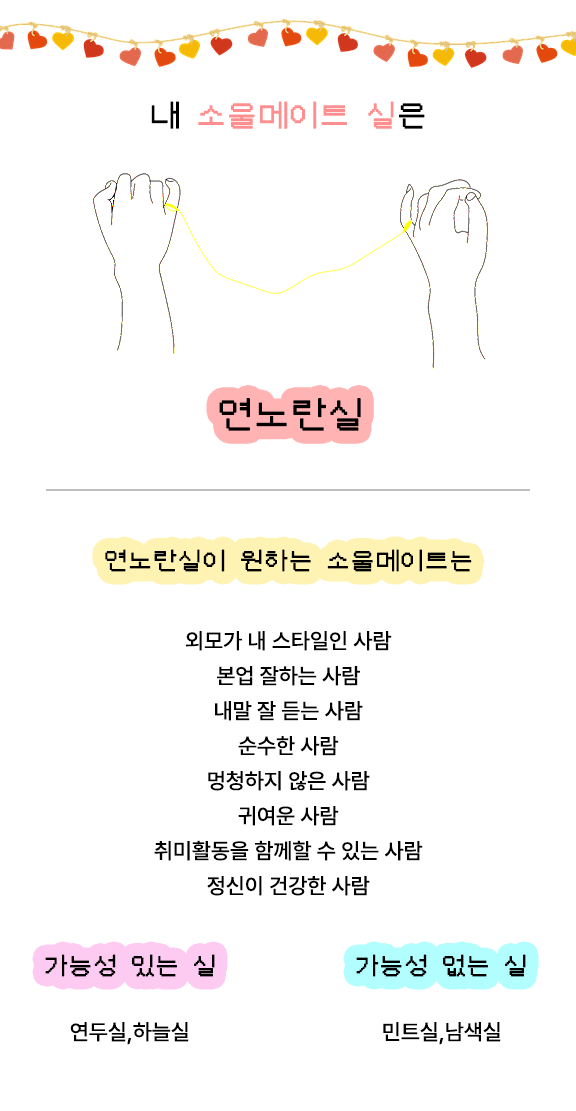 내 소울메이트 실은
연노란실
연노란실이 원하는 소울메이트는
외모가 내 스타일인 사람
본업 잘하는 사람
내말 잘 듣는 사람
순수한 사람
멍청하지 않은 사람
귀여운 사람
취미활동을 함께할 수 있는 사람
정신이 건강한 사람
가능성 있는 실
가능성 없는 실
연두실,하늘실
민트실,남색실